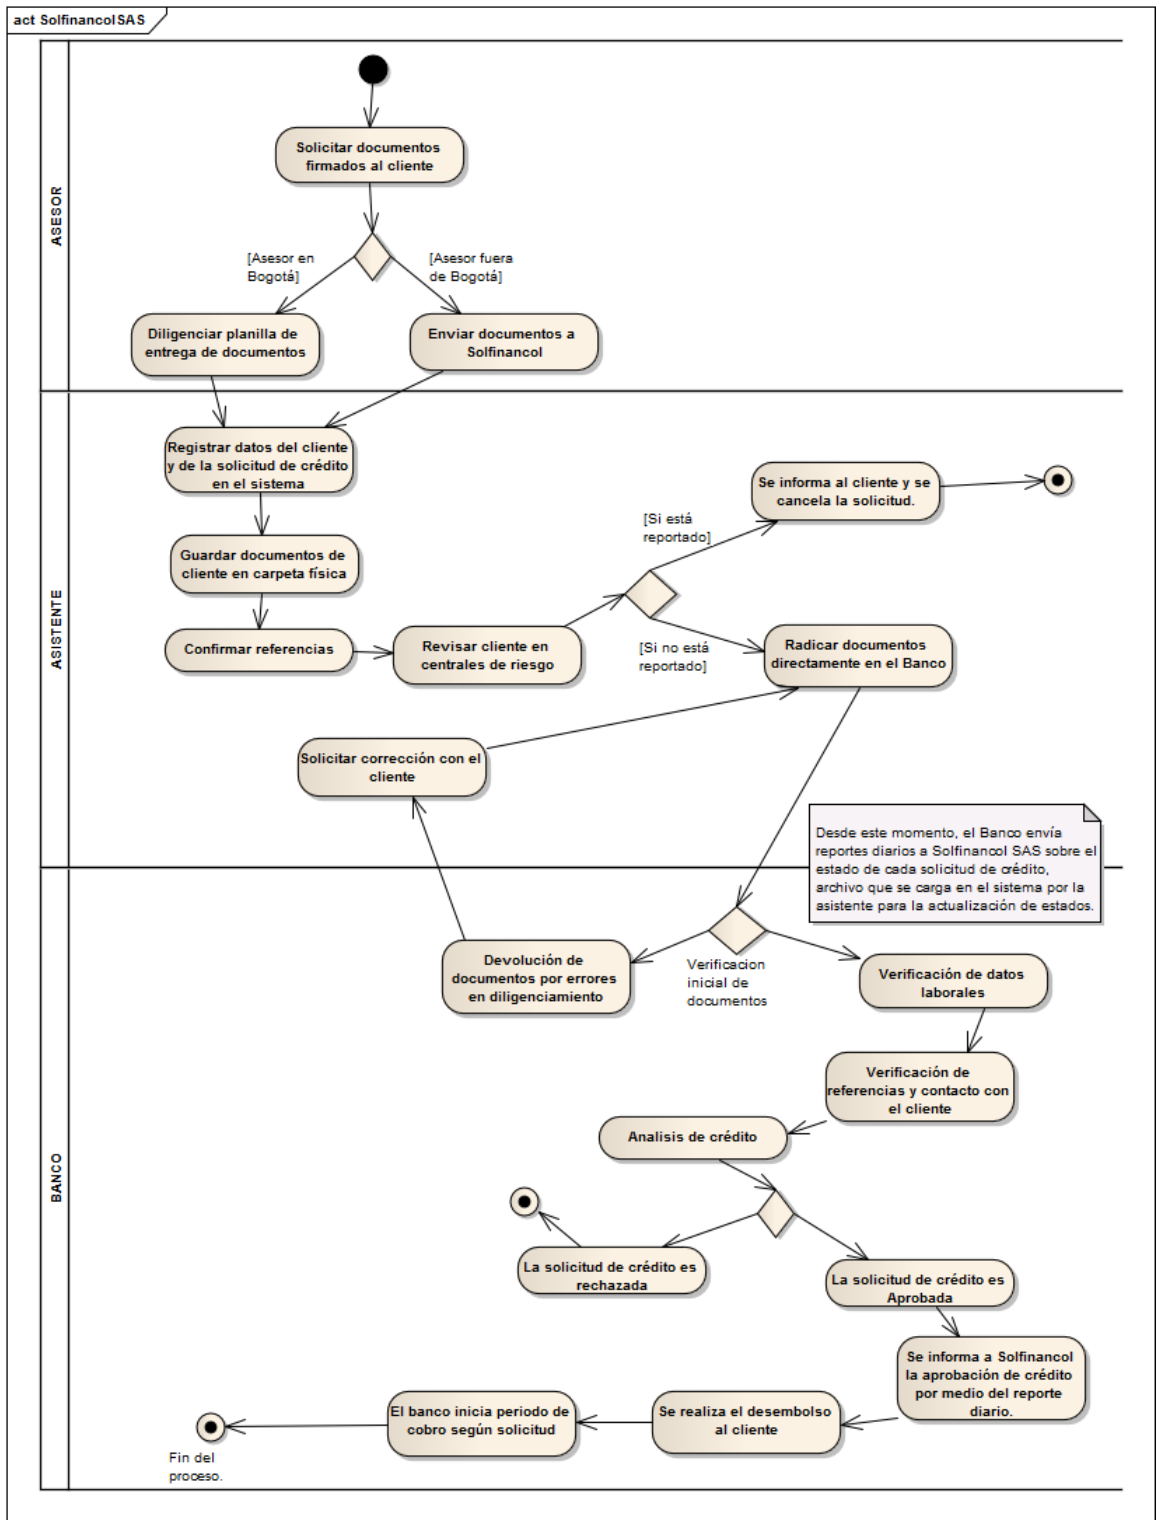 act SolfinancolSAS
ASESOR
Solicitar documentos
firmados al cliente
[Asesor en
Bogotá]
[Asesor fuera
de Bogotá]
Diligenciar planilla de
entrega de documentos
Enviar documentos a
Solfinancol
ASISTENTE
Registrar datos del cliente
y de la solicitud de crédito
en el sistema
Se informa al cliente y se
cancela la solicitud.
[Si está
reportado]
Guardar documentos de
cliente en carpeta física
Confirmar referencias
Revisar cliente en
centrales de riesgo
[Si no está
reportado]
Radicar documentos
directamente en el Banco
Solicitar corrección con el
cliente
Desde este momento, el Banco envía
reportes diarios a Solfinancol SAS sobre el
estado de cada solicitud de crédito,
archivo que se carga en el sistema por la
asistente para la actualización de estados.
BANCO
Devolución de
documentos por errores
en diligenciamiento
Verificacion
inicial de
documentos
Verificación de datos
laborales
Verificación de
referencias y contacto con
el cliente
Analisis de crédito
La solicitud de crédito es
rechazada
La solicitud de crédito es
Aprobada
Se informa a Solfinancol
la aprobación de crédito
por medio del reporte
diario.
Se realiza el desembolso
al cliente
El banco inicia periodo de
cobro según solicitud
Fin del
proceso.